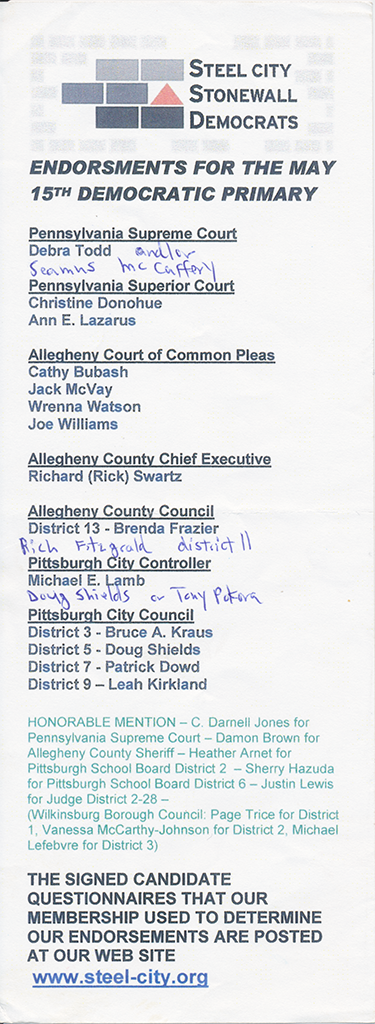 STEEL CITY
STONEWALL
DEMOCRATS
ENDORSMENTS FOR THE MAY
15TH DEMOCRATIC PRIMARY
Pennsylvania Supreme Court
Debra Todd and/or
Seamus McCaffery
Pennsylvania Superior Court
Christine Donohue
Ann E. Lazarus
Allegheny Court of Common Pleas
Cathy Bubash
Jack McVay
Wrenna Watson
Joe Williams
Allegheny County Chief Executive
Richard (Rick) Swartz
Allegheny County Council
District 13 - Brenda Frazier
Rich Fitzgerald district 11
Pittsburgh City Controller
Michael E. Lamb
Doug Shields or Tony Pokora
Pittsburgh City Council
District 3 - Bruce A. Kraus
District 5 - Doug Shields
District 7 - Patrick Dowd
District 9 – Leah Kirkland
HONORABLE MENTION – C. Darnell Jones for
Pennsylvania Supreme Court – Damon Brown for
Allegheny County Sheriff – Heather Arnet for
Pittsburgh School Board District 2 – Sherry Hazuda
for Pittsburgh School Board District 6 – Justin Lewis
for Judge District 2-28 –
(Wilkinsburg Borough Council: Page Trice for District
1, Vanessa McCarthy-Johnson for District 2, Michael
Lefebvre for District 3)
THE SIGNED CANDIDATE
QUESTIONNAIRES THAT OUR
MEMBERSHIP USED TO DETERMINE
OUR ENDORSEMENTS ARE POSTED
AT OUR WEB SITE
www.steel-city.org